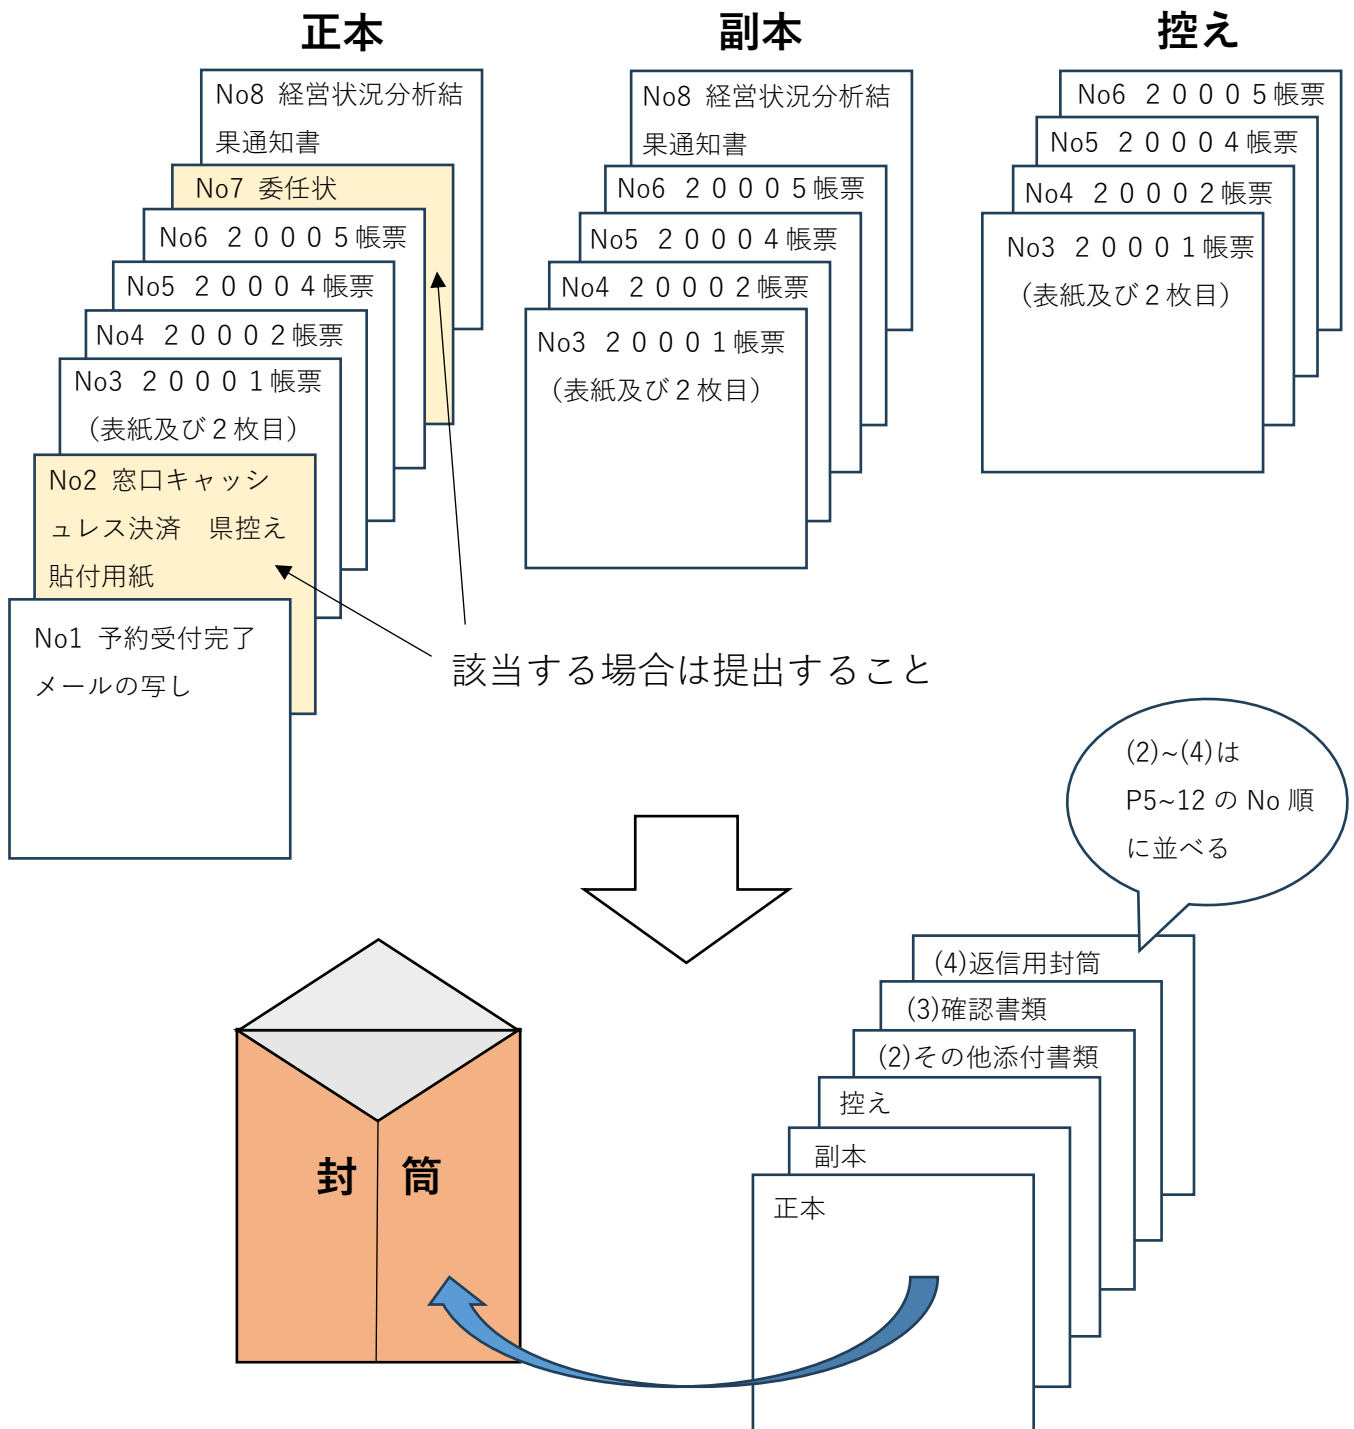 正本
No8 経営状況分析結
果通知書
No7 委任状
No6 ２０００５帳票
No5 ２０００４帳票
No4 ２０００２帳票
No3 ２０００１帳票
（表紙及び２枚目）
No2 窓口キャッシ
ュレス決済　県控え
貼付用紙
No1 予約受付完了
メールの写し
副本
No8 経営状況分析結
果通知書
No6 ２０００５帳票
No5 ２０００４帳票
No4 ２０００２帳票
No3 ２０００１帳票
（表紙及び２枚目）
控え
No6 ２０００５帳票
No5 ２０００４帳票
No4 ２０００２帳票
No3 ２０００１帳票
（表紙及び２枚目）
該当する場合は提出すること
(2)~(4)は
P5~12 の No 順
に並べる
(4)返信用封筒
(3)確認書類
(2)その他添付書類
控え
副本
正本
封 筒